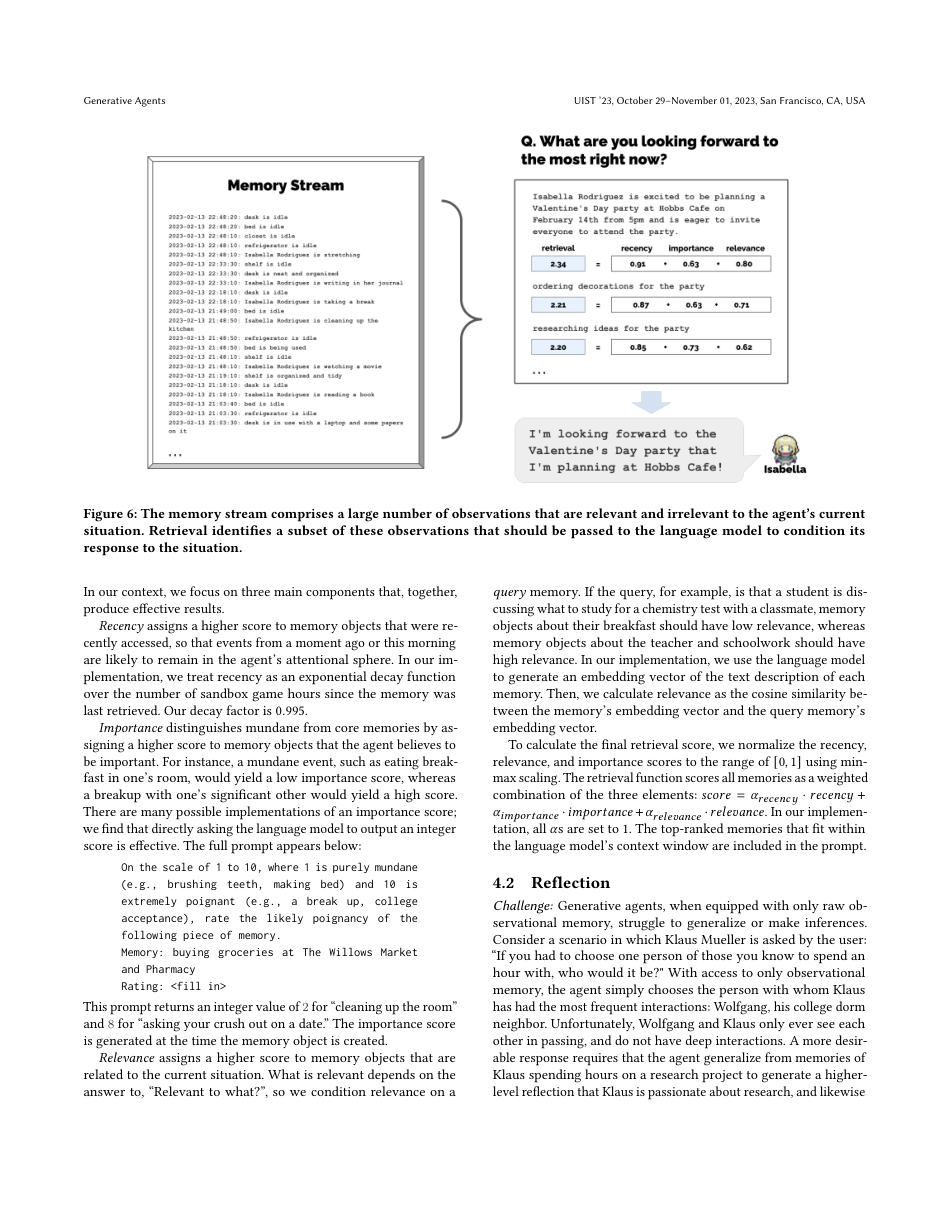 Generative Agents
UIST ’23, October 29–November 01, 2023, San Francisco, CA, USA
Memory Stream
2023-02-13 22:48:20: desk is idle
2023-02-13 22:48:20: bed is idle
2023-02-13 22:48:10: closet is idle
2023-02-13 22:48:10: refrigerator is idle
2023-02-13 22:48:10: Isabella Rodriguez is stretching
2023-02-13 22:33:30: shelf is idle
2023-02-13 22:33:30: desk is neat and organized
2023-02-13 22:33:10: Isabella Rodriguez is writing in her journal
2023-02-13 22:18:10: desk is idle
2023-02-13 22:18:10: Isabella Rodriguez is taking a break
2023-02-13 21:49:00: bed is idle
2023-02-13 21:48:50: Isabella Rodriguez is cleaning up the
kitchen
2023-02-13 21:48:50: refrigerator is idle
2023-02-13 21:48:50: bed is being used
2023-02-13 21:48:10: shelf is idle
2023-02-13 21:48:10: Isabella Rodriguez is watching a movie
2023-02-13 21:19:10: shelf is organized and tidy
2023-02-13 21:18:10: desk is idle
2023-02-13 21:18:10: Isabella Rodriguez is reading a book
2023-02-13 21:03:40: bed is idle
2023-02-13 21:03:30: refrigerator is idle
2023-02-13 21:03:30: desk is in use with a laptop and some papers
on it
...
Q. What are you looking forward to
the most right now?
Isabella Rodriguez is excited to be planning a
Valentine's Day party at Hobbs Cafe on
February 14th from 5pm and is eager to invite
everyone to attend the party.
retrieval recency importance relevance
2.34 = 0.91 • 0.63 • 0.80
ordering decorations for the party
2.21 = 0.87 • 0.63 • 0.71
researching ideas for the party
2.20 = 0.85 • 0.73 • 0.62
...
I'm looking forward to the
Valentine's Day party that
I'm planning at Hobbs Cafe!
Isabella
Figure 6: The memory stream comprises a large number of observations that are relevant and irrelevant to the agent’s current
situation. Retrieval identifies a subset of these observations that should be passed to the language model to condition its
response to the situation.
In our context, we focus on three main components that, together,
produce effective results.
Recency assigns a higher score to memory objects that were re-
cently accessed, so that events from a moment ago or this morning
are likely to remain in the agent’s attentional sphere. In our im-
plementation, we treat recency as an exponential decay function
over the number of sandbox game hours since the memory was
last retrieved. Our decay factor is 0.995.
Importance distinguishes mundane from core memories by as-
signing a higher score to memory objects that the agent believes to
be important. For instance, a mundane event, such as eating break-
fast in one’s room, would yield a low importance score, whereas
a breakup with one’s significant other would yield a high score.
There are many possible implementations of an importance score;
we find that directly asking the language model to output an integer
score is effective. The full prompt appears below:
On the scale of 1 to 10, where 1 is purely mundane
(e.g., brushing teeth, making bed) and 10 is
extremely poignant (e.g., a break up, college
acceptance), rate the likely poignancy of the
following piece of memory.
Memory: buying groceries at The Willows Market
and Pharmacy
Rating: <fill in>
This prompt returns an integer value of 2 for “cleaning up the room”
and 8 for “asking your crush out on a date.” The importance score
is generated at the time the memory object is created.
Relevance assigns a higher score to memory objects that are
related to the current situation. What is relevant depends on the
answer to, “Relevant to what?”, so we condition relevance on a
query memory. If the query, for example, is that a student is dis-
cussing what to study for a chemistry test with a classmate, memory
objects about their breakfast should have low relevance, whereas
memory objects about the teacher and schoolwork should have
high relevance. In our implementation, we use the language model
to generate an embedding vector of the text description of each
memory. Then, we calculate relevance as the cosine similarity be-
tween the memory’s embedding vector and the query memory’s
embedding vector.
To calculate the final retrieval score, we normalize the recency,
relevance, and importance scores to the range of [0, 1] using min-
max scaling. The retrieval function scores all memories as a weighted
combination of the three elements: score = α_recency · recency +
α_importance · importance + α_relevance · relevance. In our implemen-
tation, all αs are set to 1. The top-ranked memories that fit within
the language model’s context window are included in the prompt.
4.2 Reflection
Challenge: Generative agents, when equipped with only raw ob-
servational memory, struggle to generalize or make inferences.
Consider a scenario in which Klaus Mueller is asked by the user:
“If you had to choose one person of those you know to spend an
hour with, who would it be?" With access to only observational
memory, the agent simply chooses the person with whom Klaus
has had the most frequent interactions: Wolfgang, his college dorm
neighbor. Unfortunately, Wolfgang and Klaus only ever see each
other in passing, and do not have deep interactions. A more desir-
able response requires that the agent generalize from memories of
Klaus spending hours on a research project to generate a higher-
level reflection that Klaus is passionate about research, and likewise